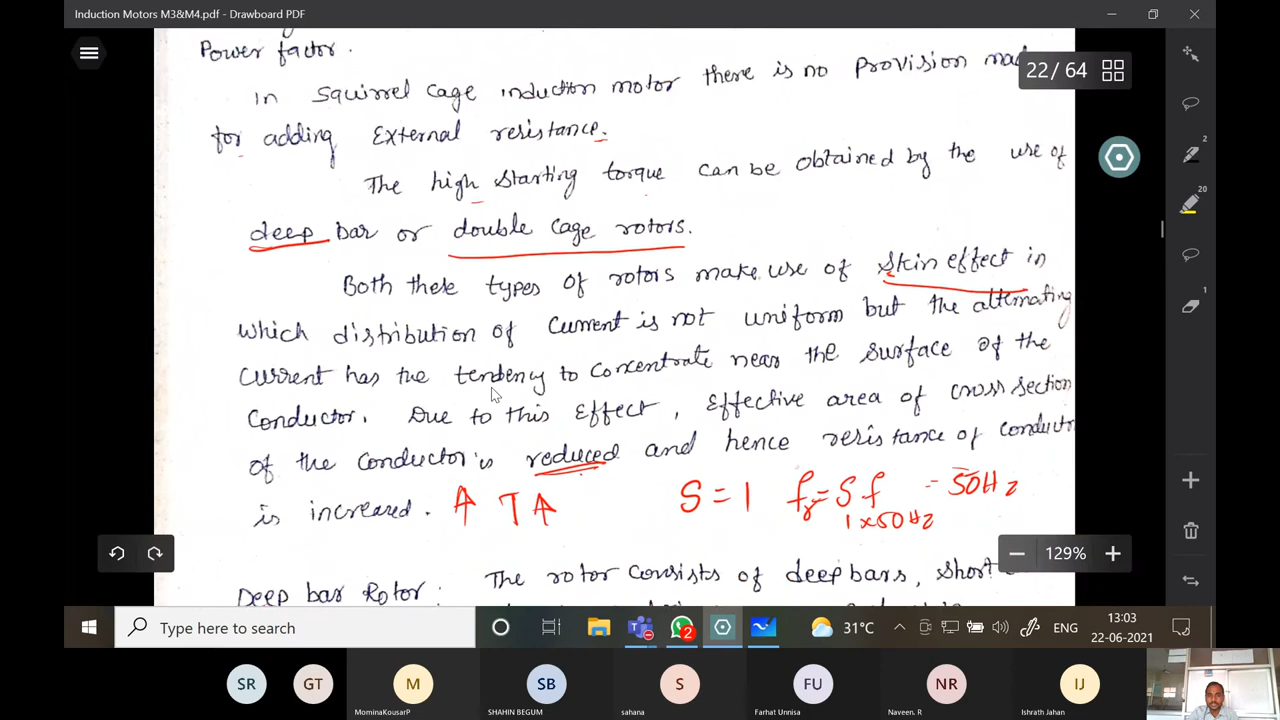 Induction Motors M3&M4.pdf - Drawboard PDF
Power factor.
22 / 64
In Squirrel cage induction motor there is no provision
for adding External resistance.
The high starting torque can be obtained by the use of
deep bar or double cage rotors.
Both these types of rotors make use of skin effect in
which distribution of current is not uniform but the alternating
current has the tendency to concentrate near the surface of the
conductor. Due to this Effect, Effective area of cross section
of the conductor is reduced and hence resistance of
is increased. T S = 1 fr = Sf = 50Hz
1 x 50Hz
129%
Deep bar Rotor: The rotor consists of deep bars, short
Type here to search
2
31°C
ENG
13:03
22-06-2021
SR
GT
M
SB
S
FU
NR
IJ
MominaKousarP
SHAHIN BEGUM
sahana
Farhat Unnisa
Naveen. R
Ishrath Jahan